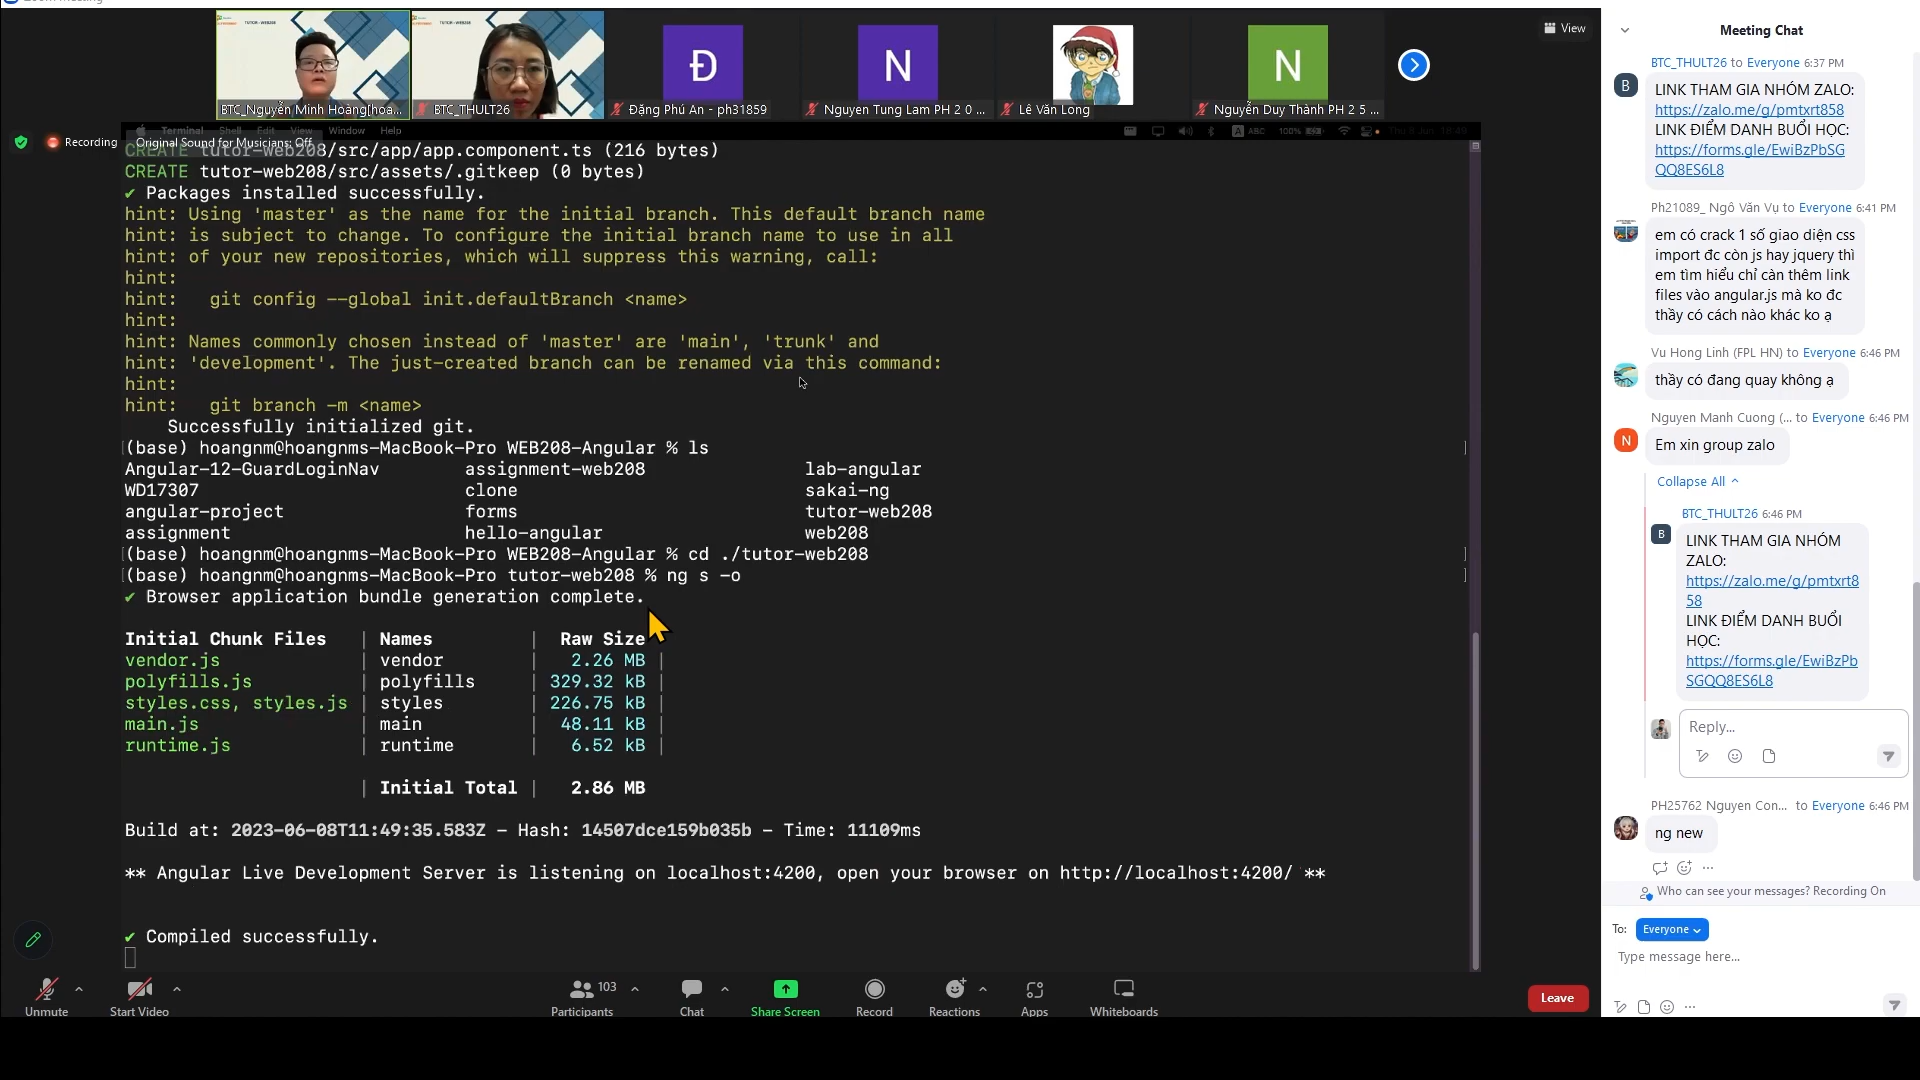 Zoom Meeting
View
BTC_Nguyễn Minh Hoàng[hoa...
BTC_THULT26
Đ
Đặng Phú An - ph31859
N
Nguyen Tung Lam PH 2 0 ...
Lê Văn Long
N
Nguyễn Duy Thành PH 2 5 ...
Recording
Original Sound for Musicians: Off
Terminal Shell Edit View Window Help
ABC 100%
CREATE tutor-web208/src/app/app.component.ts (216 bytes)
CREATE tutor-web208/src/assets/.gitkeep (0 bytes)
✔ Packages installed successfully.
hint: Using 'master' as the name for the initial branch. This default branch name
hint: is subject to change. To configure the initial branch name to use in all
hint: of your new repositories, which will suppress this warning, call:
hint:
hint:   git config --global init.defaultBranch <name>
hint:
hint: Names commonly chosen instead of 'master' are 'main', 'trunk' and
hint: 'development'. The just-created branch can be renamed via this command:
hint:
hint:   git branch -m <name>
Successfully initialized git.
(base) hoangnm@hoangnms-MacBook-Pro WEB208-Angular % ls
Angular-12-GuardLoginNav assignment-web208 lab-angular
WD17307 clone sakai-ng
angular-project forms tutor-web208
assignment hello-angular web208
(base) hoangnm@hoangnms-MacBook-Pro WEB208-Angular % cd ./tutor-web208
(base) hoangnm@hoangnms-MacBook-Pro tutor-web208 % ng s -o
✔ Browser application bundle generation complete.
Initial Chunk Files | Names | Raw Size
vendor.js | vendor | 2.26 MB |
polyfills.js | polyfills | 329.32 kB |
styles.css, styles.js | styles | 226.75 kB |
main.js | main | 48.11 kB |
runtime.js | runtime | 6.52 kB |
| Initial Total | 2.86 MB
Build at: 2023-06-08T11:49:35.583Z - Hash: 14507dce159b035b - Time: 11109ms
** Angular Live Development Server is listening on localhost:4200, open your browser on http://localhost:4200/ **
✔ Compiled successfully.
Unmute
Start Video
103
Participants
Chat
Share Screen
Record
Reactions
Apps
Whiteboards
Leave
Meeting Chat
BTC_THULT26 to Everyone 6:37 PM
B
LINK THAM GIA NHÓM ZALO:
https://zalo.me/g/pmtxrt858
LINK ĐIỂM DANH BUỔI HỌC:
https://forms.gle/EwiBzPbSG
QQ8ES6L8
Ph21089_ Ngô Văn Vụ to Everyone 6:41 PM
em có crack 1 số giao diện css
import đc còn js hay jquery thì
em tìm hiểu chỉ càn thêm link
files vào angular.js mà ko đc
thầy có cách nào khác ko ạ
Vu Hong Linh (FPL HN) to Everyone 6:46 PM
thầy có đang quay không ạ
Nguyen Manh Cuong (... to Everyone 6:46 PM
N
Em xin group zalo
Collapse All
BTC_THULT26 6:46 PM
B
LINK THAM GIA NHÓM
ZALO:
https://zalo.me/g/pmtxrt8
58
LINK ĐIỂM DANH BUỔI
HỌC:
https://forms.gle/EwiBzPb
SGQQ8ES6L8
Reply...
PH25762 Nguyen Con... to Everyone 6:46 PM
ng new
Who can see your messages? Recording On
To: Everyone
Type message here...